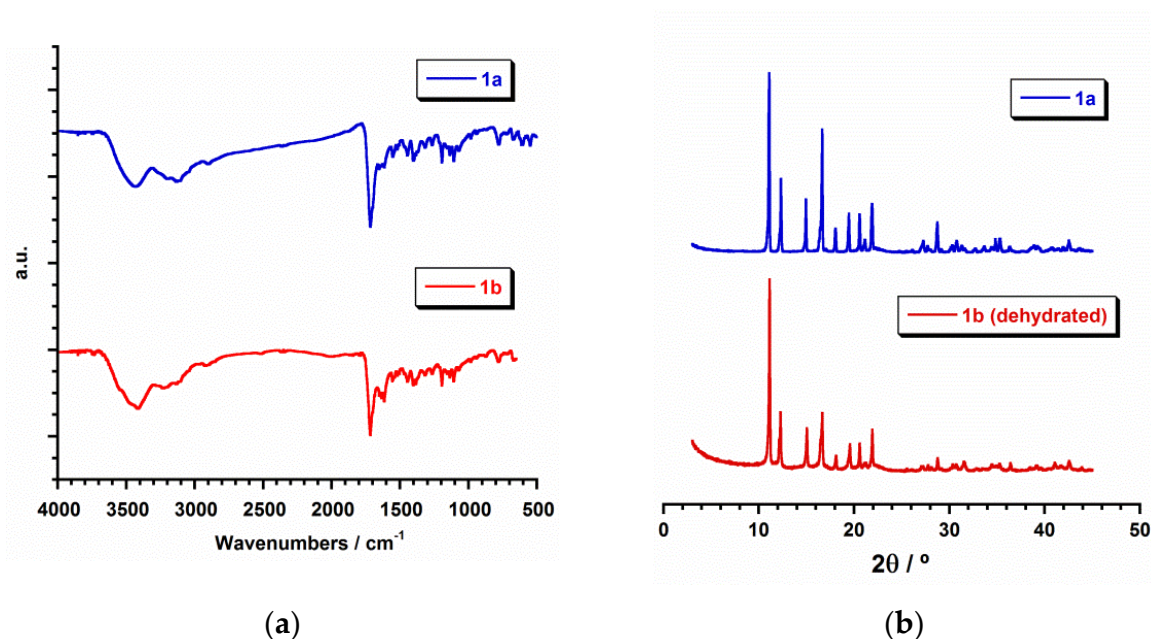 1a
1b
a.u.
4000 3500 3000 2500 2000 1500 1000 500
Wavenumbers / cm⁻¹
(a)
1a
1b (dehydrated)
0 10 20 30 40 50
2θ / º
(b)